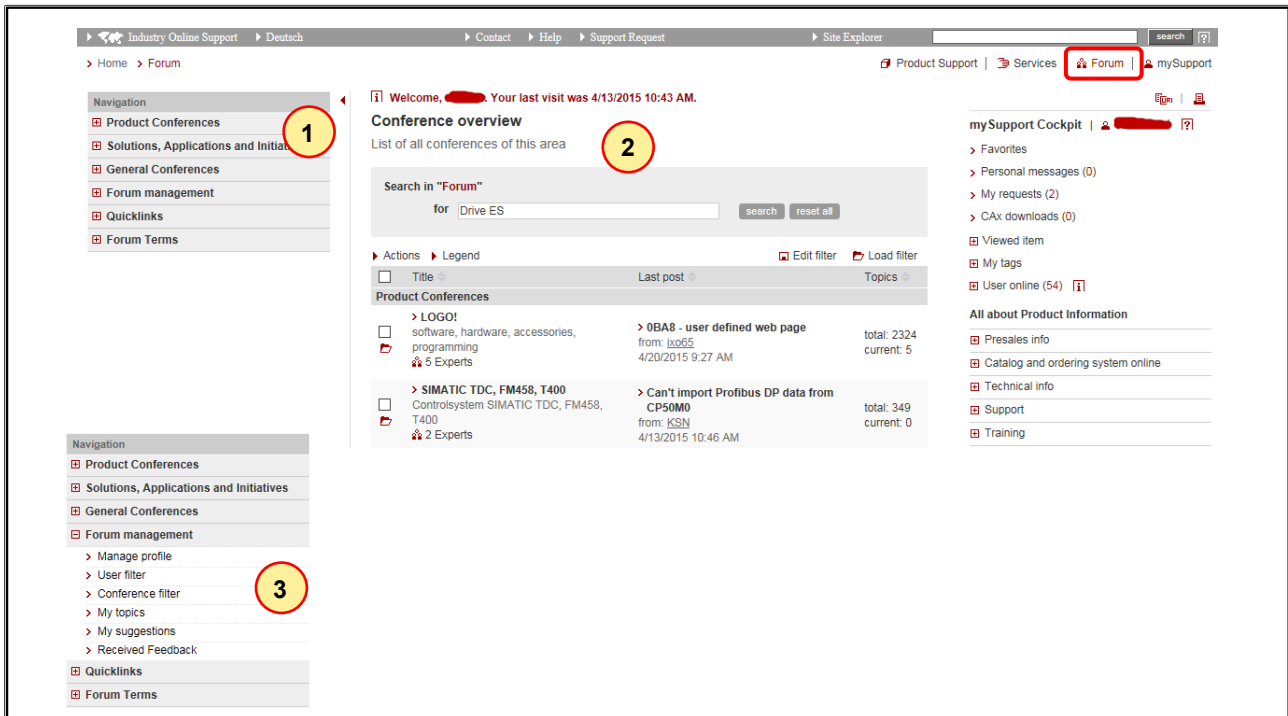 Industry Online Support Deutsch Contact Help Support Request Site Explorer search [?]
Home Forum Product Support | Services Forum | mySupport
Navigation
Product Conferences
Solutions, Applications and Initiati
General Conferences
Forum management
Quicklinks
Forum Terms
1
Welcome, . Your last visit was 4/13/2015 10:43 AM.
Conference overview
List of all conferences of this area
2
Search in "Forum"
for Drive ES search reset all
Actions Legend Edit filter Load filter
Title Last post Topics
Product Conferences
LOGO!
software, hardware, accessories,
programming
5 Experts
0BA8 - user defined web page
from: ixo65
4/20/2015 9:27 AM
total: 2324
current: 5
SIMATIC TDC, FM458, T400
Controlsystem SIMATIC TDC, FM458,
T400
2 Experts
Can't import Profibus DP data from
CP50M0
from: KSN
4/13/2015 10:46 AM
total: 349
current: 0
URI |
mySupport Cockpit | [?]
Favorites
Personal messages (0)
My requests (2)
CAx downloads (0)
Viewed item
My tags
User online (54) i
All about Product Information
Presales info
Catalog and ordering system online
Technical info
Support
Training
Navigation
Product Conferences
Solutions, Applications and Initiatives
General Conferences
Forum management
Manage profile
User filter
Conference filter
My topics
My suggestions
Received Feedback
Quicklinks
Forum Terms
3